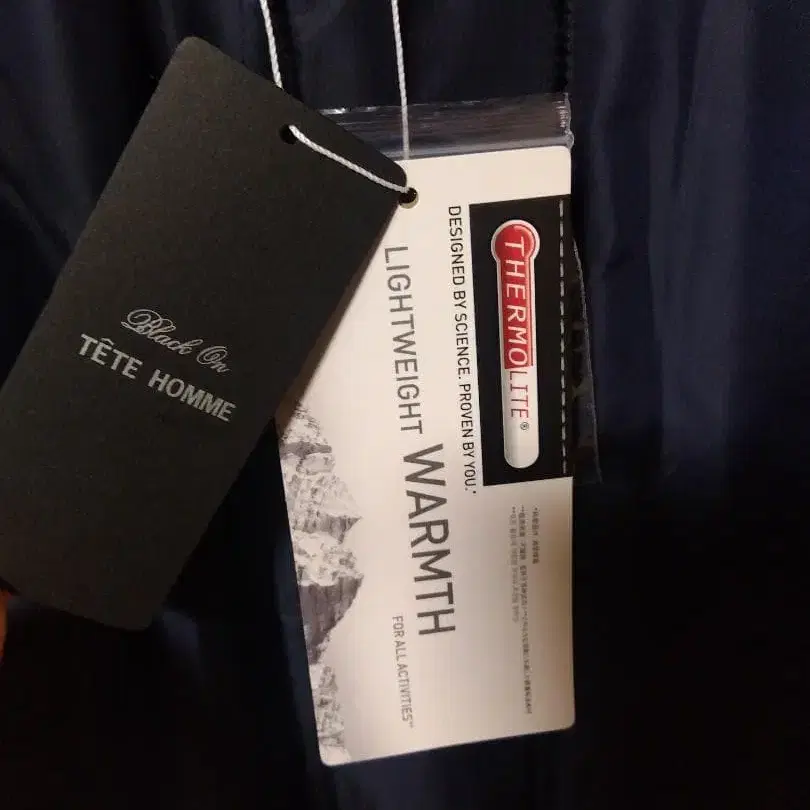 Black On
TÊTE HOMME
THERMOLITE®
DESIGNED BY SCIENCE. PROVEN BY YOU.*
LIGHTWEIGHT WARMTH
FOR ALL ACTIVITIES**